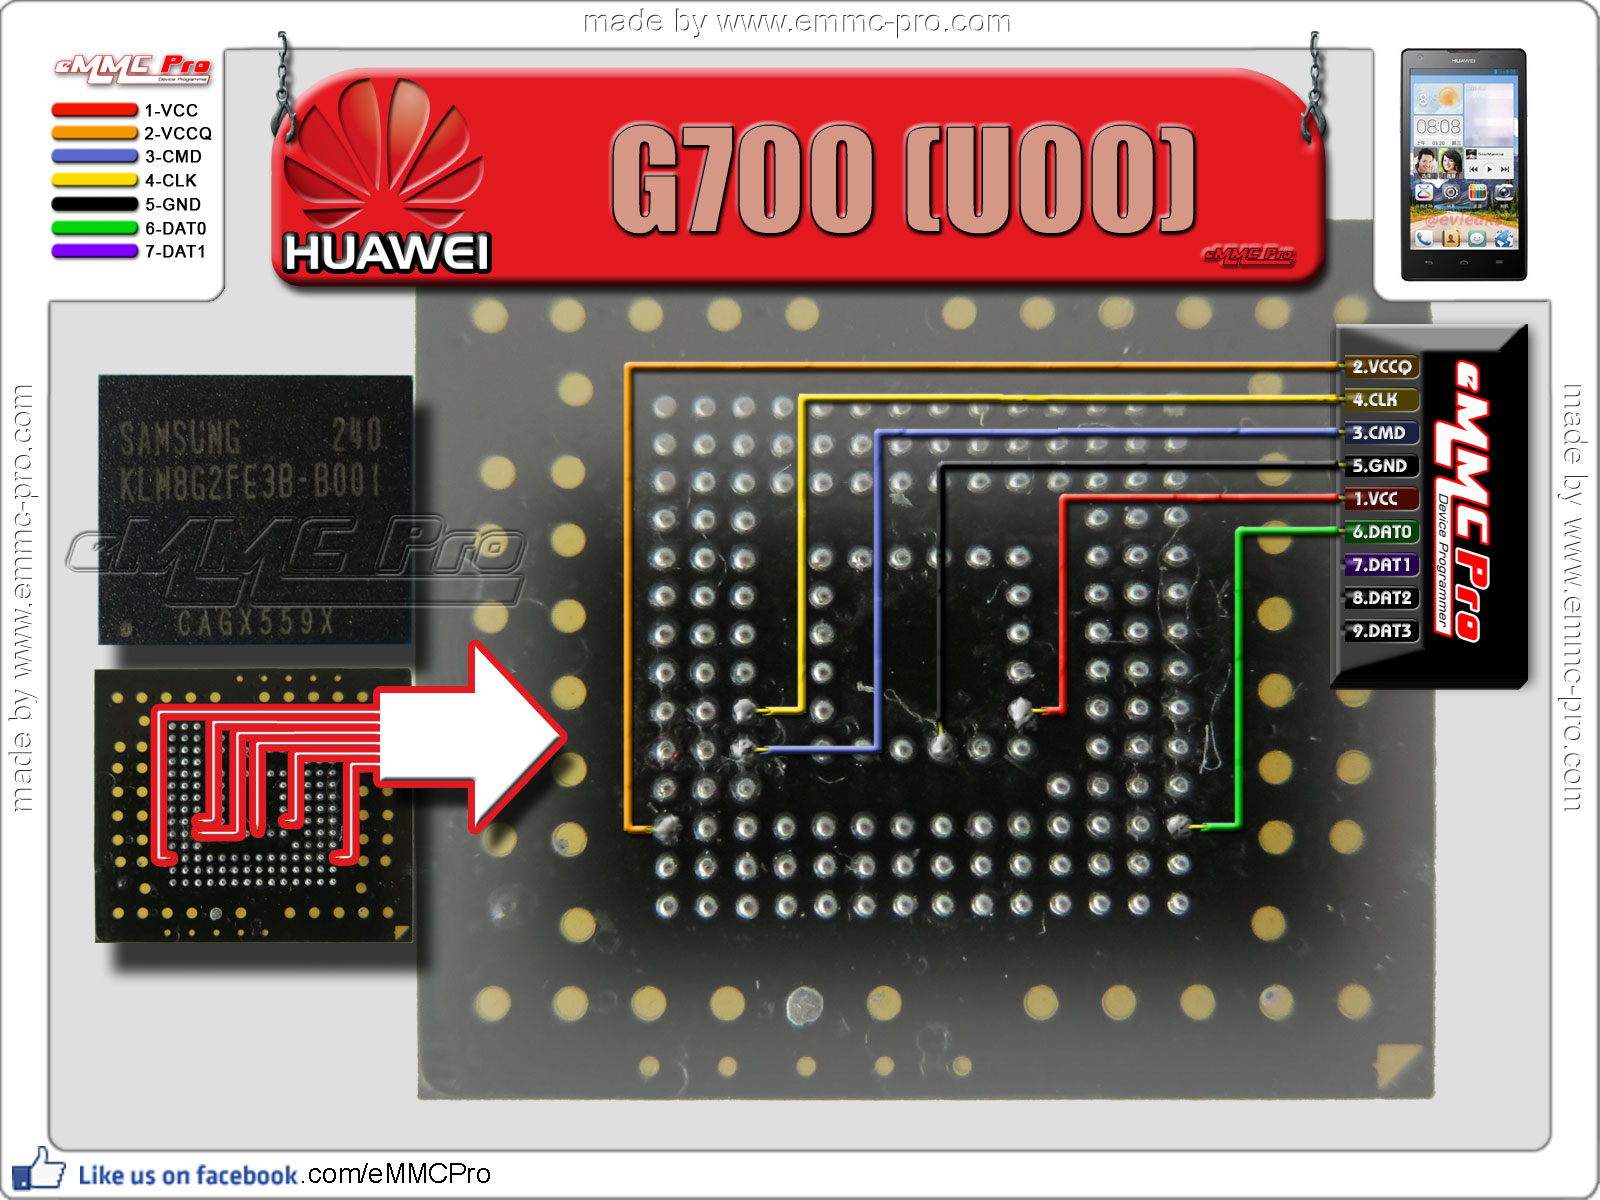 made by www.emmc-pro.com
eMMC Pro
Device Programmer
1-VCC
2-VCCQ
3-CMD
4-CLK
5-GND
6-DAT0
7-DAT1
HUAWEI
G700 (U00)
eMMC Pro
HUAWEI
08:08
@evleaks
SAMSUNG 240
KLM8G2FE3B-B001
CAGX559X
eMMC Pro
2.VCCQ
4.CLK
3.CMD
5.GND
1.VCC
6.DAT0
7.DAT1
8.DAT2
9.DAT3
eMMC Pro
Device Programmer
made by www.emmc-pro.com
made by www.emmc-pro.com
Like us on facebook.com/eMMCPro